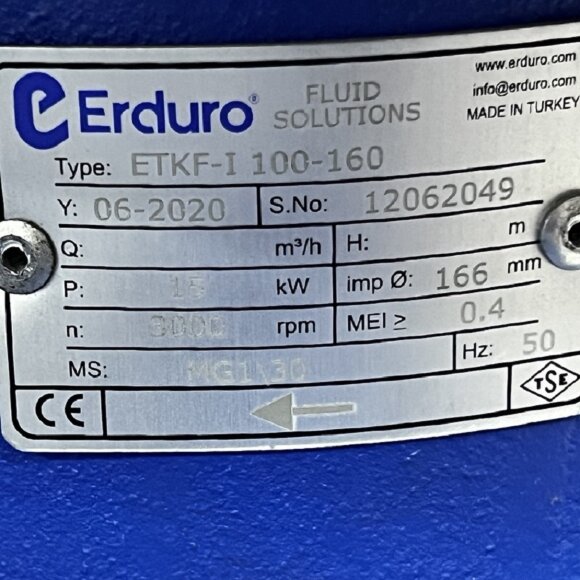 Erduro® FLUID SOLUTIONS
www.erduro.com
info@erduro.com
MADE IN TURKEY
Type: ETKF-I 100-160
Y: 06-2020 S.No: 12062049
Q: m³/h H: m
P: 15 kW imp Ø: 166 mm
n: 3000 rpm MEI ≥ 0.4
MS: Hz: 50
CE TSE